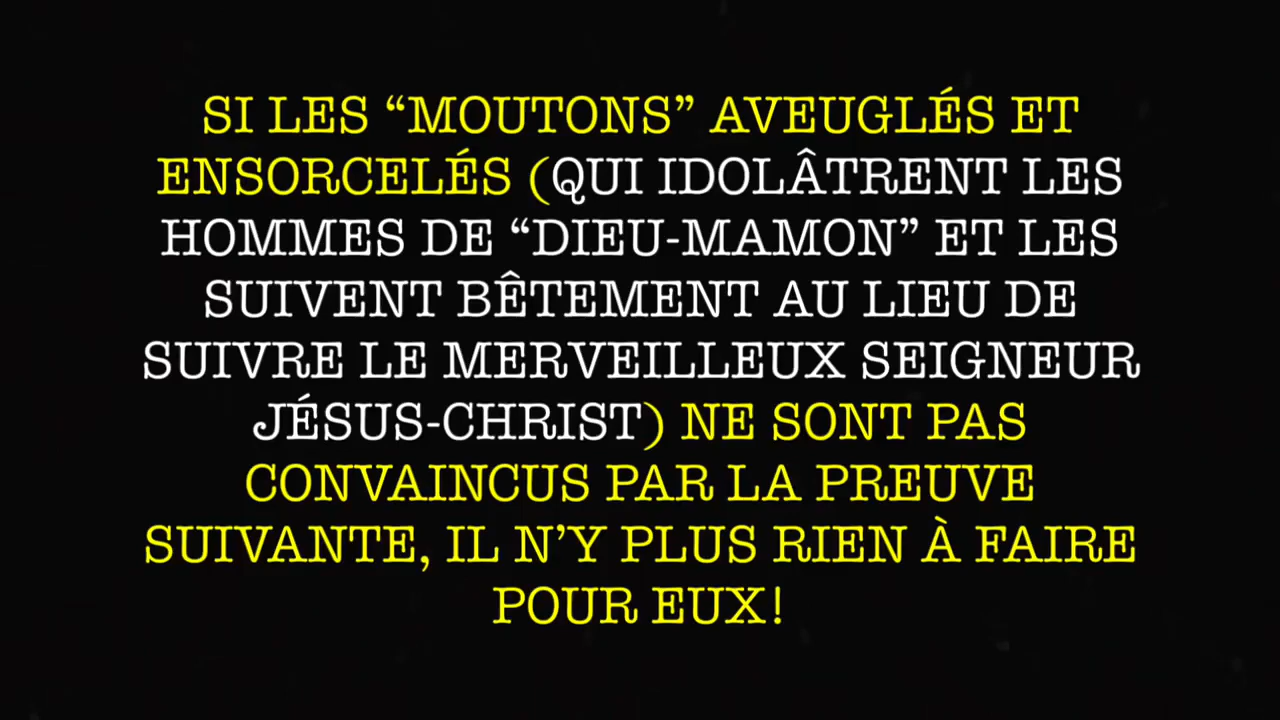 SI LES “MOUTONS” AVEUGLÉS ET
ENSORCELÉS (QUI IDOLÂTRENT LES
HOMMES DE “DIEU-MAMON” ET LES
SUIVENT BÊTEMENT AU LIEU DE
SUIVRE LE MERVEILLEUX SEIGNEUR
JÉSUS-CHRIST) NE SONT PAS
CONVAINCUS PAR LA PREUVE
SUIVANTE, IL N’Y PLUS RIEN À FAIRE
POUR EUX!